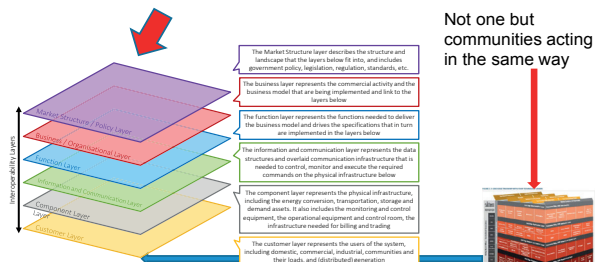 Not one but
communities acting
in the same way
The Market Structure layer describes the structure and
landscape that the layers below fit into, and includes
government policy, legislation, regulation, standards, etc.
The business layer represents the commercial activity and the
business model that are being implemented and link to the
layers below
The function layer represents the functions needed to deliver
the business model and drives the specifications that in turn
are implemented in the layers below
The information and communication layer represents the data
structures and overlaid communication infrastructure that is
needed to control, monitor and execute the required
commands on the physical infrastructure below
The component layer represents the physical infrastructure,
including the energy conversion, transportation, storage and
demand assets. It also includes the monitoring and control
equipment, the operational equipment and control room, the
infrastructure needed for billing and trading
The customer layer represents the users of the system,
including domestic, commercial, industrial, communities and
their loads, and (distributed) generation
Interoperability Layers
Market Structure / Policy Layer
Business / Organisational Layer
Function Layer
Information and Communication Layer
Component Layer
Layer
Customer Layer